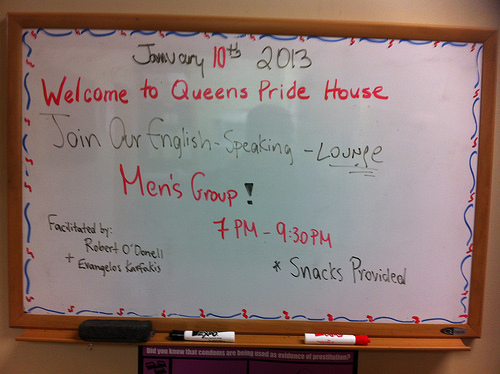 January 10th 2013
Welcome to Queens Pride House
Join Our English-Speaking - LOUNGE
Men's Group!
7 PM - 9:30 PM
Facilitated by:
Robert O'Donell
+ Evangelos Karfakis
* Snacks Provided
EXPO
Did you know that condoms are being used as evidence of prostitution?